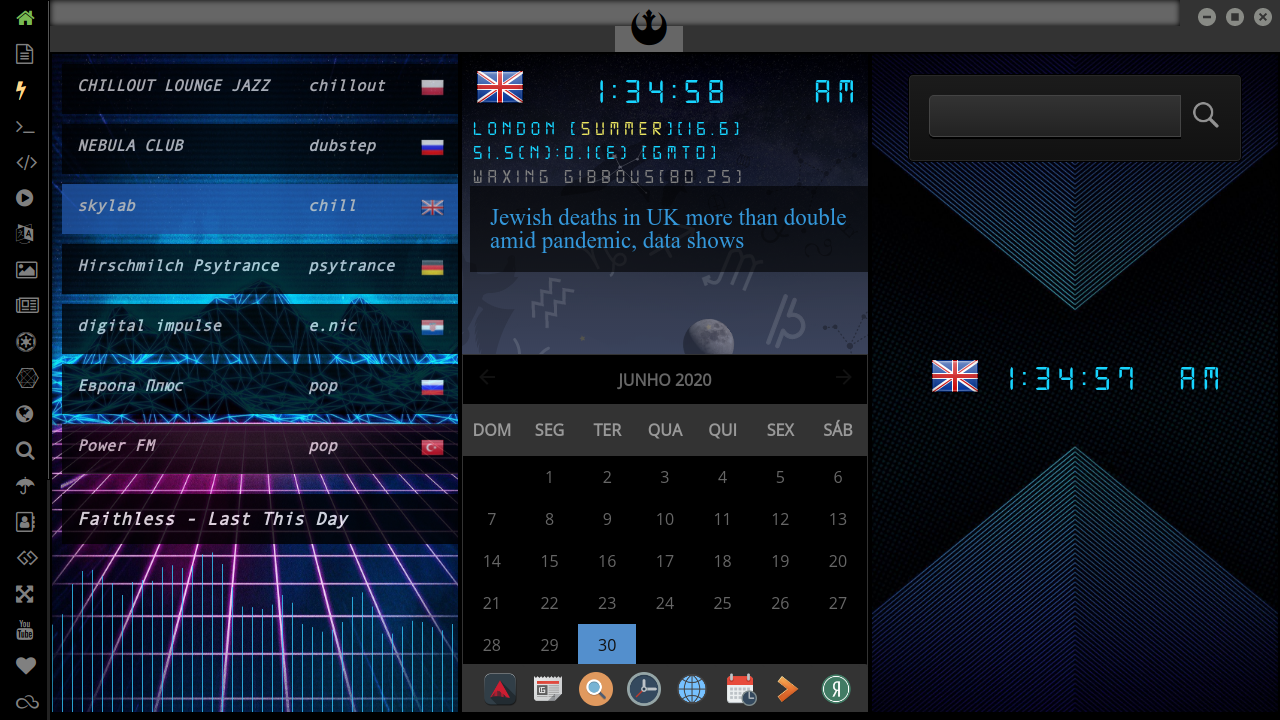 CHILLOUT LOUNGE JAZZ chillout
NEBULA CLUB dubstep
skylab chill
Hirschmilch Psytrance psytrance
digital impulse e.nic
Европа Плюс pop
Power FM pop
Faithless - Last This Day
1:34:58 AM
LONDON [SUMMER][16.6]
51.5(N):0.1(E) [GMT0]
WAXING GIBBOUS[80.25]
Jewish deaths in UK more than double
amid pandemic, data shows
JUNHO 2020
DOM SEG TER QUA QUI SEX SÁB
1 2 3 4 5 6
7 8 9 10 11 12 13
14 15 16 17 18 19 20
21 22 23 24 25 26 27
28 29 30
1:34:57 AM
You
Tube
Я